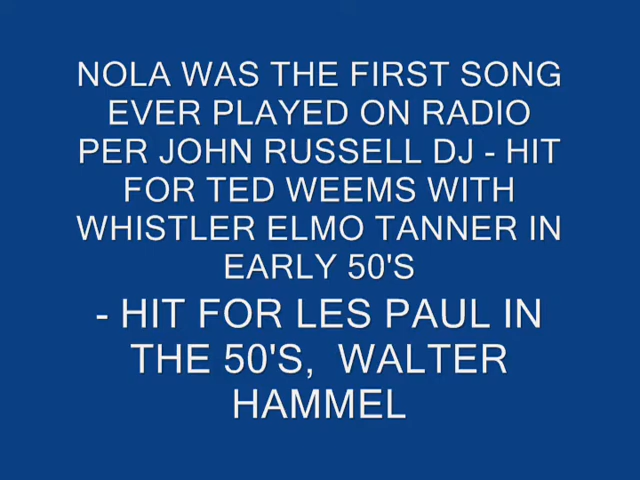 NOLA WAS THE FIRST SONG
EVER PLAYED ON RADIO
PER JOHN RUSSELL DJ - HIT
FOR TED WEEMS WITH
WHISTLER ELMO TANNER IN
EARLY 50'S
- HIT FOR LES PAUL IN
THE 50'S,  WALTER
HAMMEL